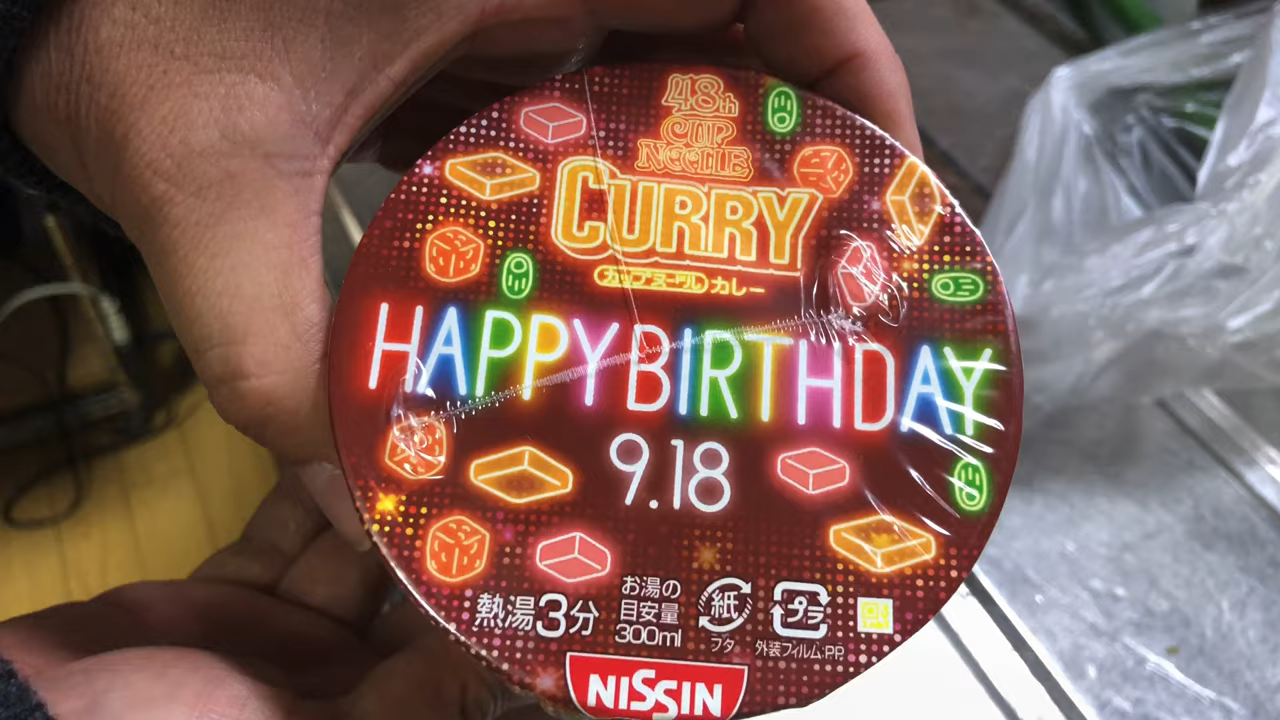 48th
CUP
NOODLE
CURRY
カップヌードル カレー
HAPPY BIRTHDAY
9.18
熱湯3分
お湯の
目安量
300ml
紙
フタ
プラ
外装フィルム:PP
NISSIN